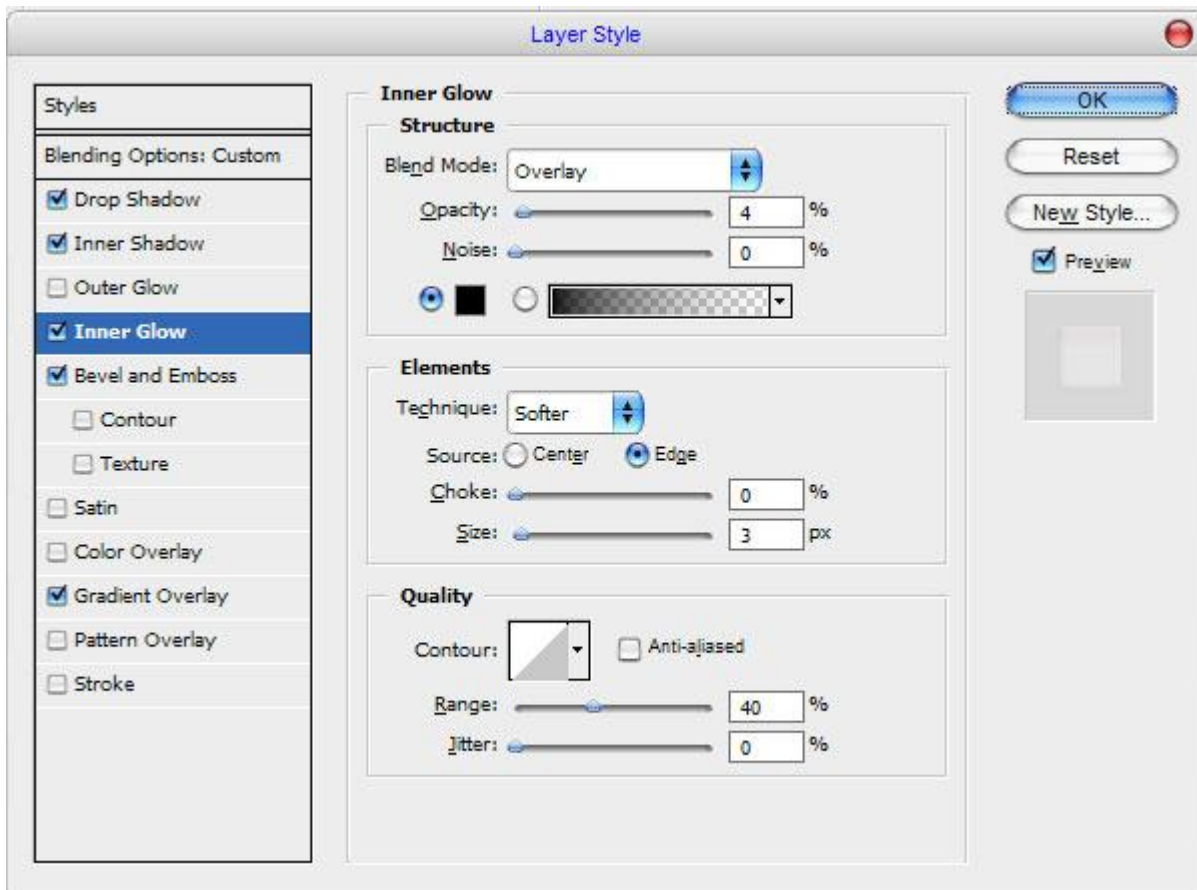 Layer Style
Styles
Blending Options: Custom
Drop Shadow
Inner Shadow
Outer Glow
Inner Glow
Bevel and Emboss
Contour
Texture
Satin
Color Overlay
Gradient Overlay
Pattern Overlay
Stroke
Inner Glow
Structure
Blend Mode: Overlay
Opacity: 4 %
Noise: 0 %
Elements
Technique: Softer
Source: Center Edge
Choke: 0 %
Size: 3 px
Quality
Contour: Anti-aliased
Range: 40 %
Jitter: 0 %
OK
Reset
New Style...
Preview